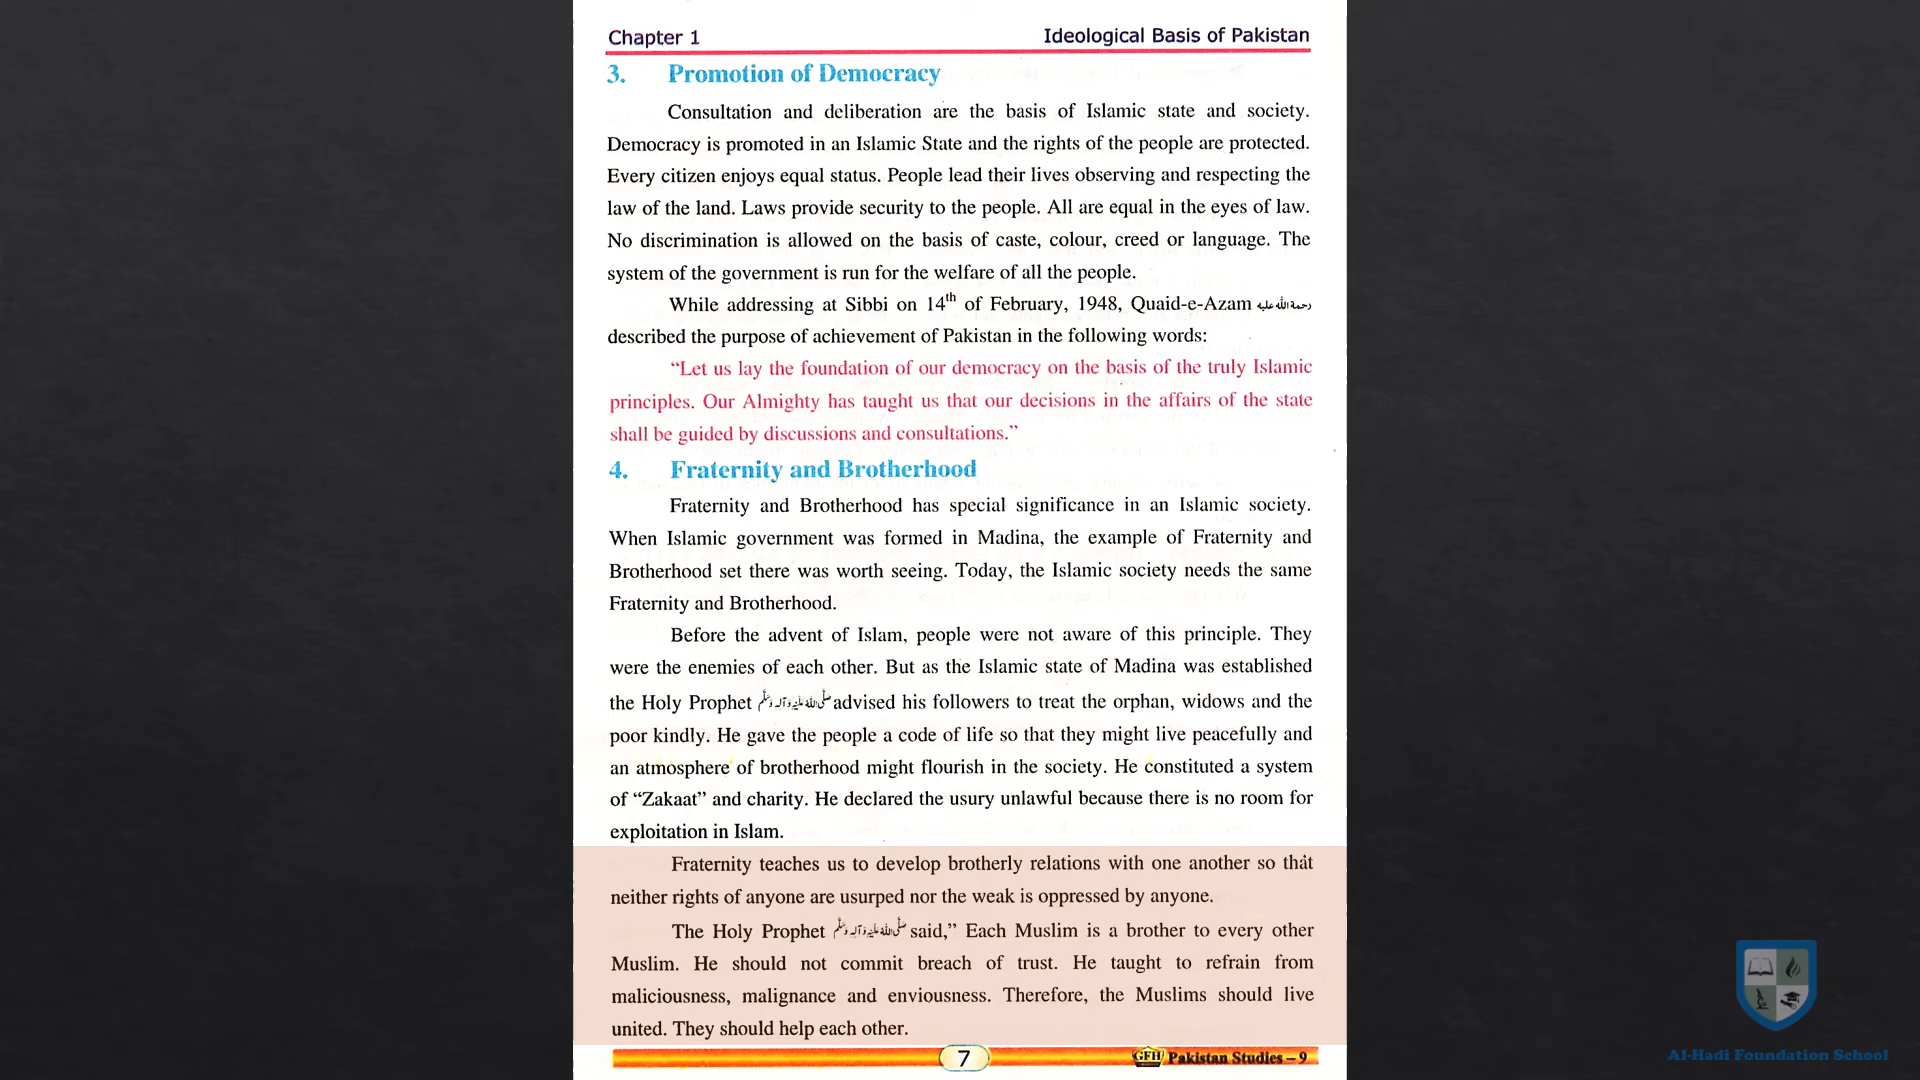 Chapter 1
Ideological Basis of Pakistan
3. Promotion of Democracy
Consultation and deliberation are the basis of Islamic state and society.
Democracy is promoted in an Islamic State and the rights of the people are protected.
Every citizen enjoys equal status. People lead their lives observing and respecting the
law of the land. Laws provide security to the people. All are equal in the eyes of law.
No discrimination is allowed on the basis of caste, colour, creed or language. The
system of the government is run for the welfare of all the people.
While addressing at Sibbi on 14th of February, 1948, Quaid-e-Azam رحمة الله عليه
described the purpose of achievement of Pakistan in the following words:
“Let us lay the foundation of our democracy on the basis of the truly Islamic
principles. Our Almighty has taught us that our decisions in the affairs of the state
shall be guided by discussions and consultations.”
4. Fraternity and Brotherhood
Fraternity and Brotherhood has special significance in an Islamic society.
When Islamic government was formed in Madina, the example of Fraternity and
Brotherhood set there was worth seeing. Today, the Islamic society needs the same
Fraternity and Brotherhood.
Before the advent of Islam, people were not aware of this principle. They
were the enemies of each other. But as the Islamic state of Madina was established
the Holy Prophet صلى الله عليه وآله وسلم advised his followers to treat the orphan, widows and the
poor kindly. He gave the people a code of life so that they might live peacefully and
an atmosphere of brotherhood might flourish in the society. He constituted a system
of “Zakaat” and charity. He declared the usury unlawful because there is no room for
exploitation in Islam.
Fraternity teaches us to develop brotherly relations with one another so that
neither rights of anyone are usurped nor the weak is oppressed by anyone.
The Holy Prophet صلى الله عليه وآله وسلم said,” Each Muslim is a brother to every other
Muslim. He should not commit breach of trust. He taught to refrain from
maliciousness, malignance and enviousness. Therefore, the Muslims should live
united. They should help each other.
7
GFH Pakistan Studies – 9
Al-Hadi Foundation School